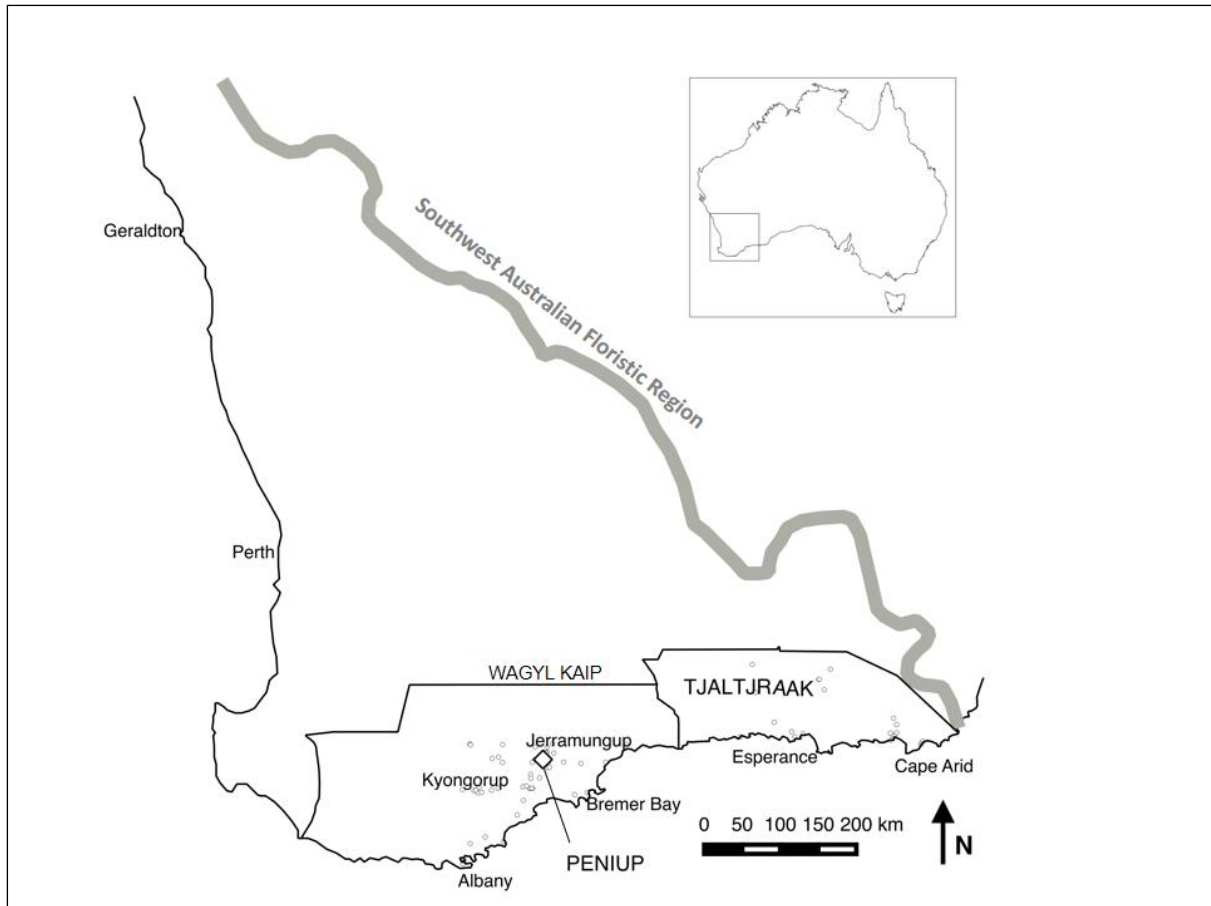 Geraldton
Southwest Australian Floristic Region
Perth
WAGYL KAIP
TJALTJRAAK
Jerramungup
Esperance
Kyongorup
Cape Arid
Bremer Bay
0 50 100 150 200 km
N
PENIUP
Albany